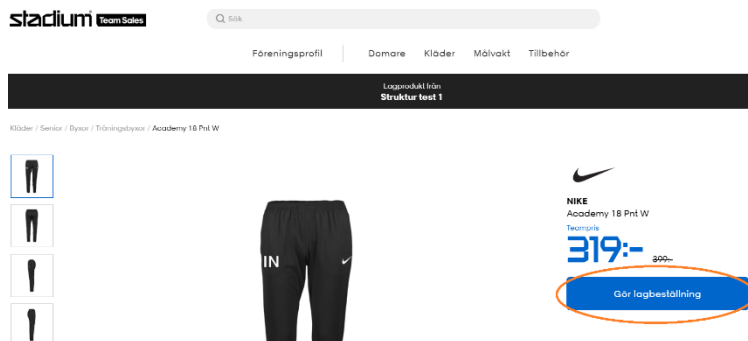 stadium Team Sales
Sök
Föreningsprofil Domare Kläder Målvakt Tillbehör
Lagprodukt från
Struktur test 1
Kläder / Senior / Byxor / Träningsbyxor / Academy 18 Pnt W
NIKE
Academy 18 Pnt W
Teampris
319:- 399:-
IN
Gör lagbeställning